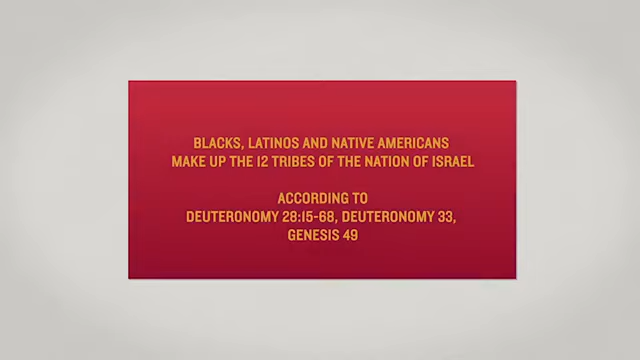 BLACKS, LATINOS AND NATIVE AMERICANS
MAKE UP THE 12 TRIBES OF THE NATION OF ISRAEL
ACCORDING TO
DEUTERONOMY 28:15-68, DEUTERONOMY 33,
GENESIS 49